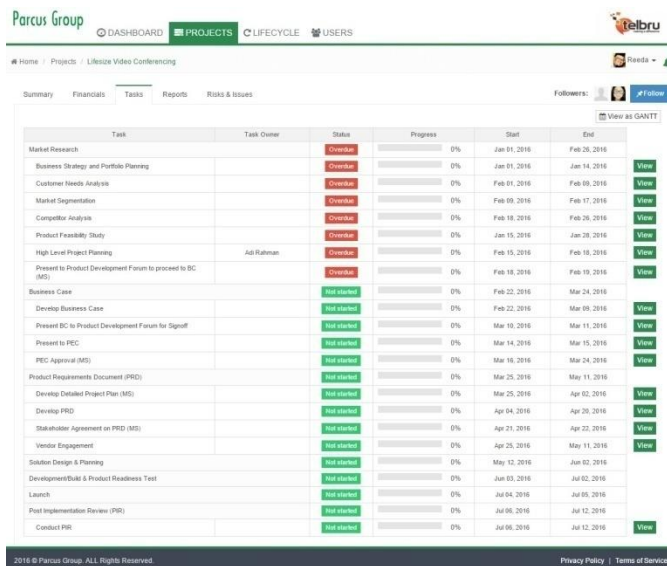 Parcus Group
DASHBOARD PROJECTS LIFECYCLE USERS
telbru
Home / Projects / Lifesize Video Conferencing
Reeda
Summary Financials Tasks Reports Risks & Issues
Followers: Follow
View as GANTT
Task Task Owner Status Progress Start End
Market Research Overdue 0% Jan 01, 2016 Feb 26, 2016
Business Strategy and Portfolio Planning Overdue 0% Jan 01, 2016 Jan 14, 2016 View
Customer Needs Analysis Overdue 0% Feb 01, 2016 Feb 09, 2016 View
Market Segmentation Overdue 0% Feb 09, 2016 Feb 17, 2016 View
Competitor Analysis Overdue 0% Feb 18, 2016 Feb 26, 2016 View
Product Feasibility Study Overdue 0% Jan 15, 2016 Jan 28, 2016 View
High Level Project Planning Adi Rahman Overdue 0% Feb 15, 2016 Feb 18, 2016 View
Present to Product Development Forum to proceed to BC
(MS) Overdue 0% Feb 18, 2016 Feb 19, 2016 View
Business Case Not started 0% Feb 22, 2016 Mar 24, 2016
Develop Business Case Not started 0% Feb 22, 2016 Mar 09, 2016 View
Present BC to Product Development Forum for Signoff Not started 0% Mar 10, 2016 Mar 11, 2016 View
Present to PEC Not started 0% Mar 14, 2016 Mar 15, 2016 View
PEC Approval (MS) Not started 0% Mar 16, 2016 Mar 24, 2016 View
Product Requirements Document (PRD) Not started 0% Mar 25, 2016 May 11, 2016
Develop Detailed Project Plan (MS) Not started 0% Mar 25, 2016 Apr 02, 2016 View
Develop PRD Not started 0% Apr 04, 2016 Apr 20, 2016 View
Stakeholder Agreement on PRD (MS) Not started 0% Apr 21, 2016 Apr 22, 2016 View
Vendor Engagement Not started 0% Apr 25, 2016 May 11, 2016 View
Solution Design & Planning Not started 0% May 12, 2016 Jun 02, 2016
Development/Build & Product Readiness Test Not started 0% Jun 03, 2016 Jul 02, 2016
Launch Not started 0% Jul 04, 2016 Jul 05, 2016
Post Implementation Review (PIR) Not started 0% Jul 06, 2016 Jul 12, 2016
Conduct PIR Not started 0% Jul 06, 2016 Jul 12, 2016 View
2016 © Parcus Group. ALL Rights Reserved. Privacy Policy | Terms of Service